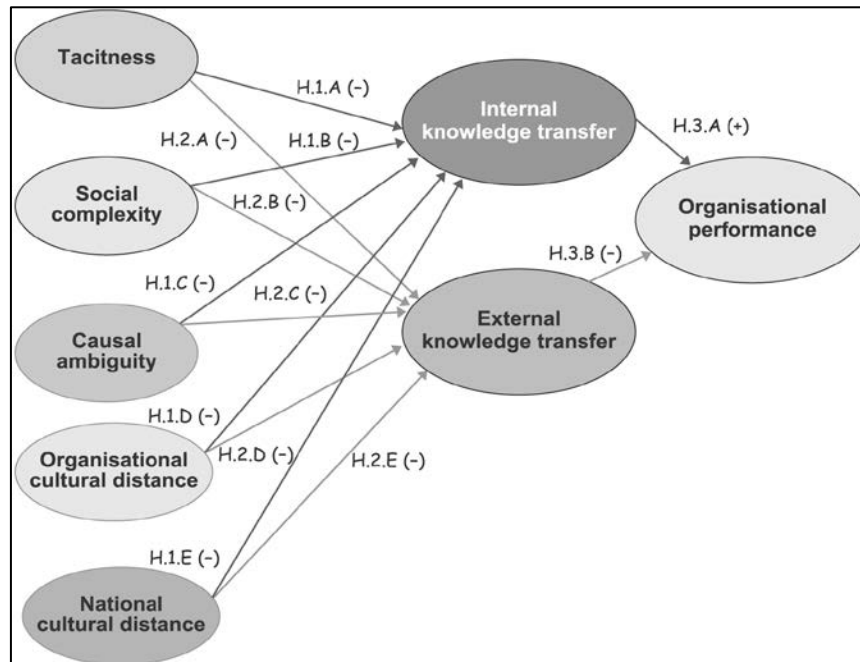 Tacitness
H.1.A (–)
Internal
knowledge transfer
H.3.A (+)
H.2.A (–)
H.1.B (–)
Social
complexity
H.2.B (–)
Organisational
performance
H.3.B (–)
H.1.C (–)
H.2.C (–)
External
knowledge transfer
Causal
ambiguity
H.1.D (–)
Organisational
cultural distance
H.2.D (–)
H.2.E (–)
H.1.E (–)
National
cultural distance